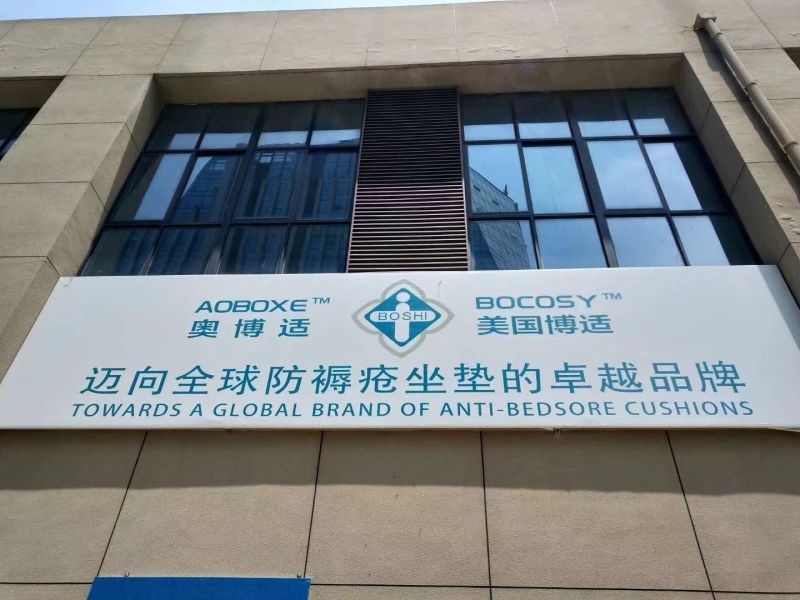 AOBOXE™ BOCOSY™
奥博适 BOSHI 美国博适
迈向全球防褥疮坐垫的卓越品牌
TOWARDS A GLOBAL BRAND OF ANTI-BEDSORE CUSHIONS